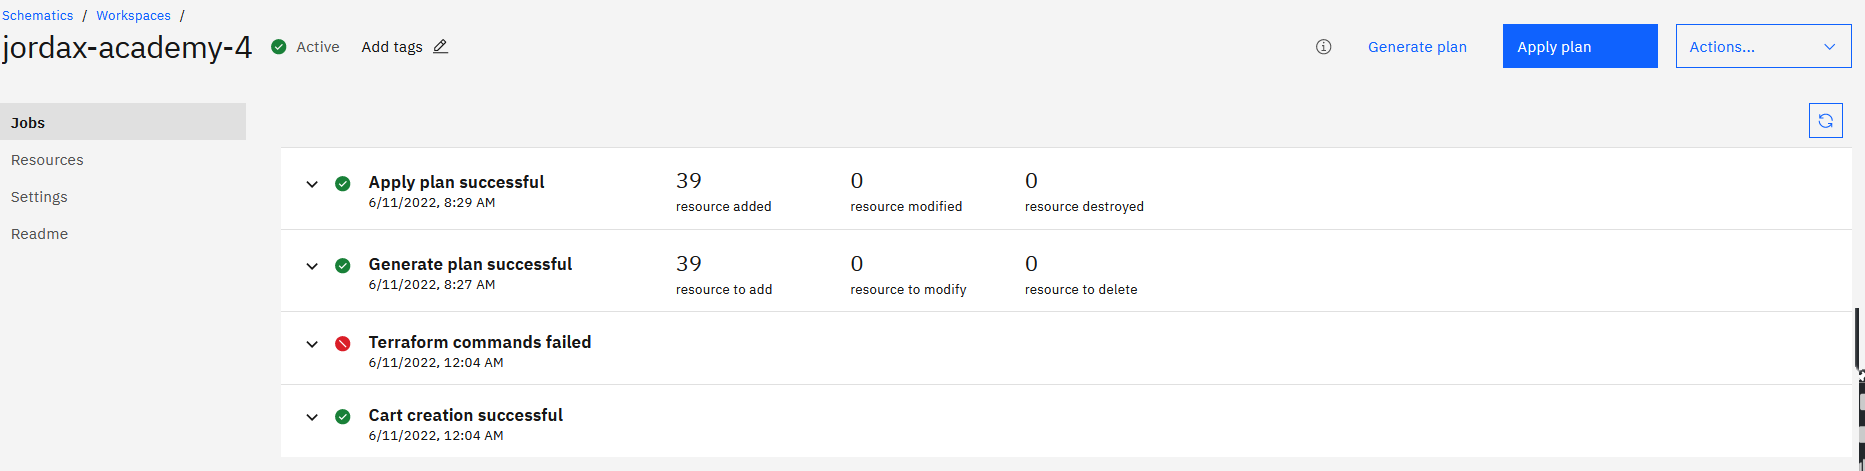 Schematics / Workspaces /
jordax-academy-4 Active Add tags Generate plan Apply plan Actions...
Jobs
Resources
Settings
Readme
Apply plan successful 39 0 0
6/11/2022, 8:29 AM resource added resource modified resource destroyed
Generate plan successful 39 0 0
6/11/2022, 8:27 AM resource to add resource to modify resource to delete
Terraform commands failed
6/11/2022, 12:04 AM
Cart creation successful
6/11/2022, 12:04 AM